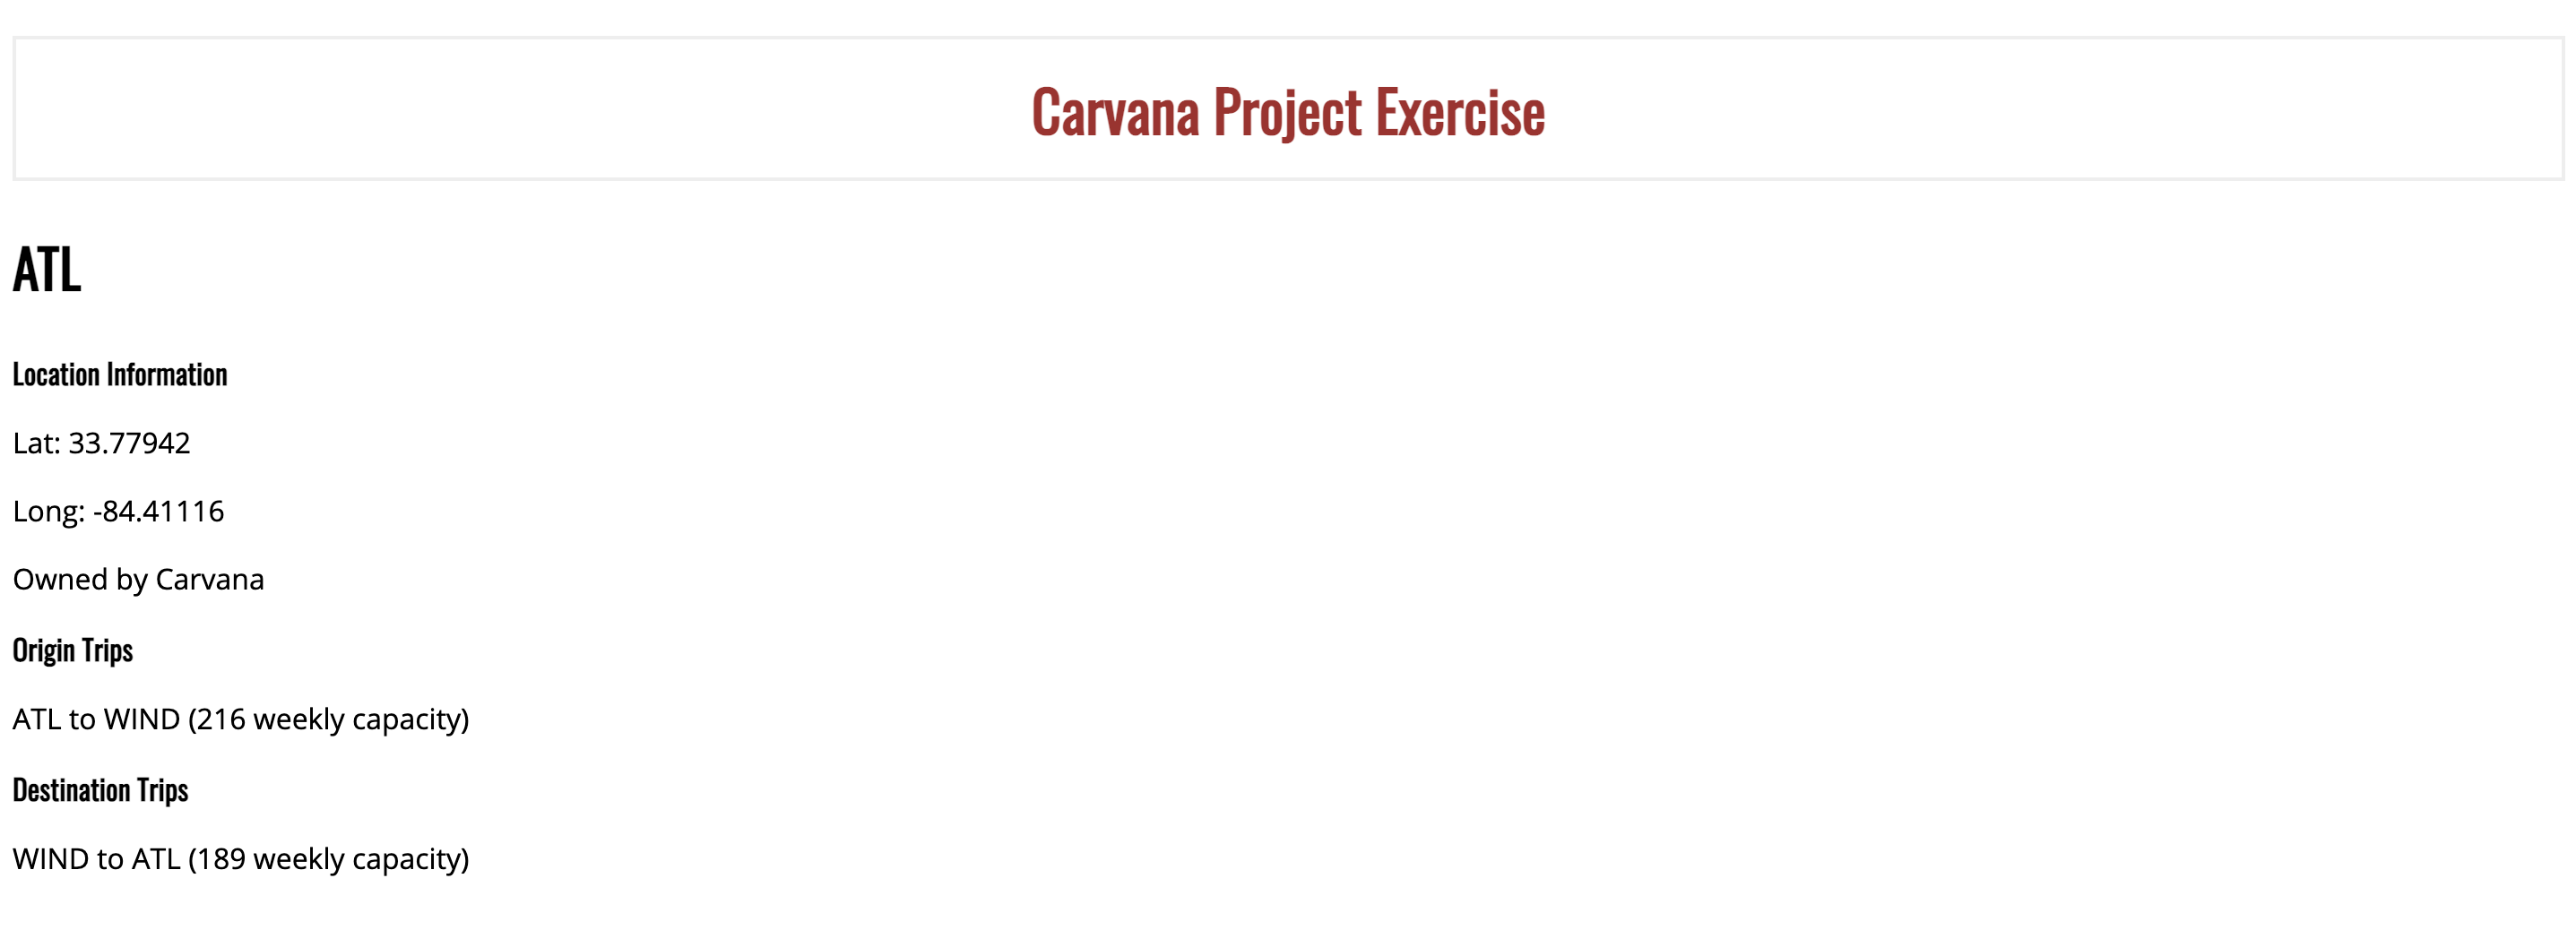 Carvana Project Exercise
ATL
Location Information
Lat: 33.77942
Long: -84.41116
Owned by Carvana
Origin Trips
ATL to WIND (216 weekly capacity)
Destination Trips
WIND to ATL (189 weekly capacity)